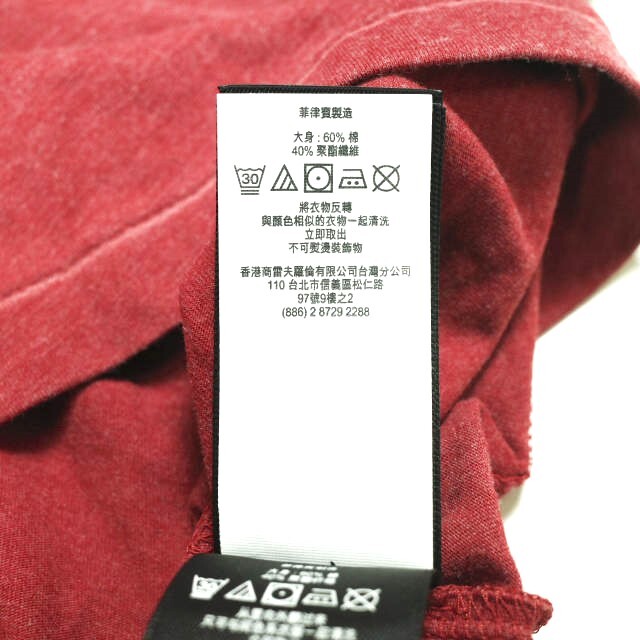 菲律賓製造
大身 : 60% 棉
40% 聚酯纖維
30
將衣物反轉
與顏色相似的衣物一起清洗
立即取出
不可熨燙裝飾物
香港商雷夫羅倫有限公司台灣分公司
110 台北市信義區松仁路
97號9樓之2
(886) 2 8729 2288